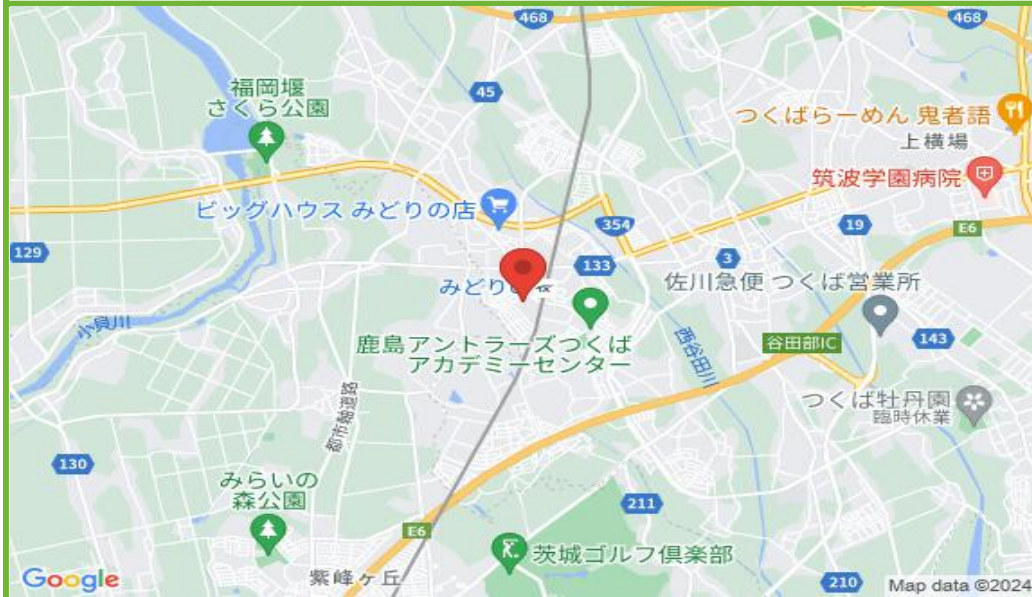 468
468
福岡堰
さくら公園
45
つくばらーめん 鬼者語
上横場
筑波学園病院
ビッグハウス みどりの店
354
19
E6
129
133
3
みどり
佐川急便 つくば営業所
小貝川
鹿島アントラーズつくば
アカデミーセンター
西谷田川
谷田部IC
143
つくば牡丹園
臨時休業
都市軸道路
130
みらいの
森公園
211
E6
茨城ゴルフ倶楽部
紫峰ヶ丘
210
Google
Map data ©2024